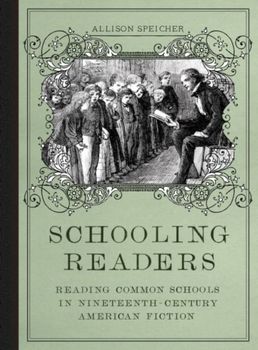 ALLISON SPEICHER
SCHOOLING
READERS
READING COMMON SCHOOLS
IN NINETEENTH-CENTURY
AMERICAN FICTION